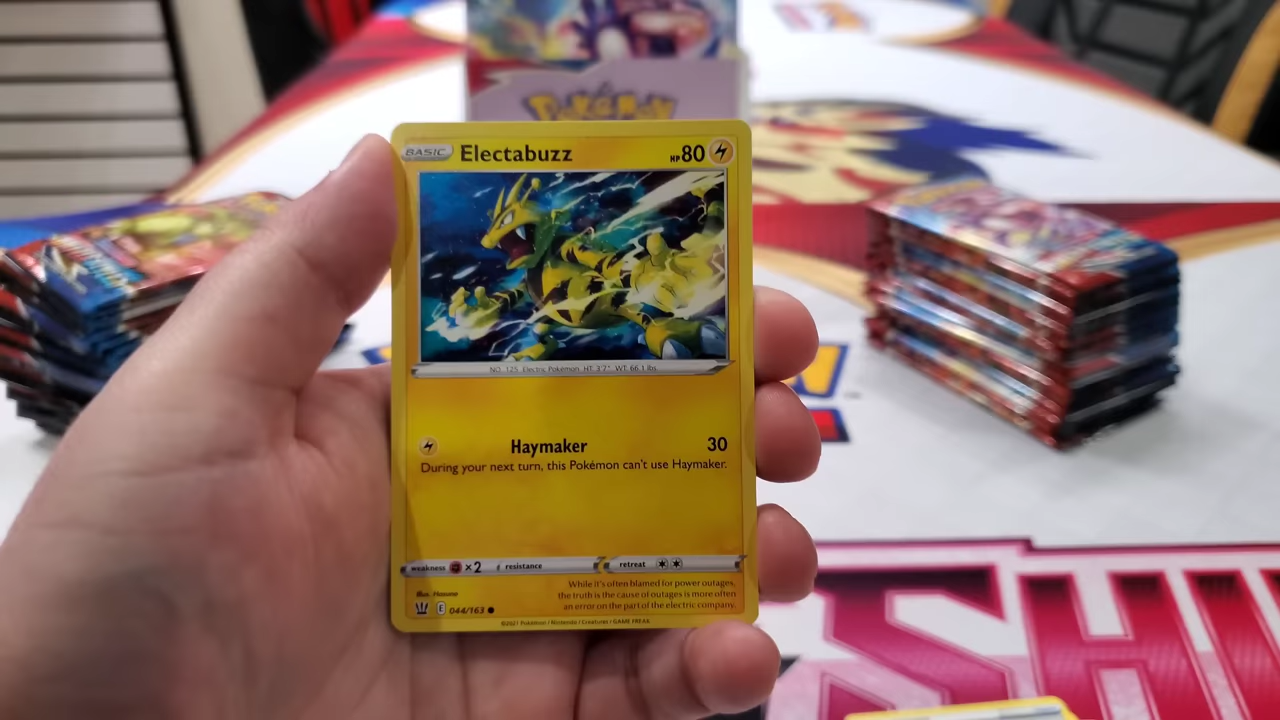 Pokémon
BASIC Electabuzz HP 80
NO. 125 Electric Pokémon HT: 3'7" WT: 66.1 lbs
Haymaker 30
During your next turn, this Pokémon can't use Haymaker.
weakness ×2 resistance retreat
While it's often blamed for power outages,
the truth is the cause of outages is more often
an error on the part of the electric company.
Illus. Hasuno
E 044/163
©2021 Pokémon / Nintendo / Creatures / GAME FREAK
SHI